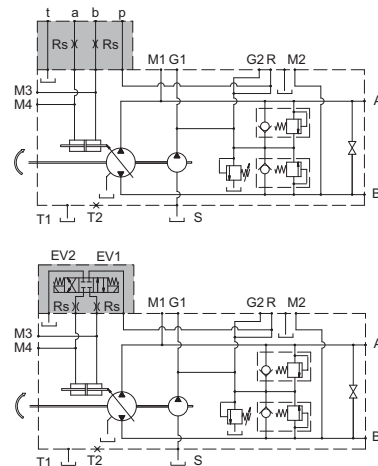 t a b p
Rs Rs
M1 G1 G2 R M2
M3
M4
A
B
T1 T2 S
EV2 EV1
Rs Rs
M1 G1 G2 R M2
M3
M4
A
B
T1 T2 S